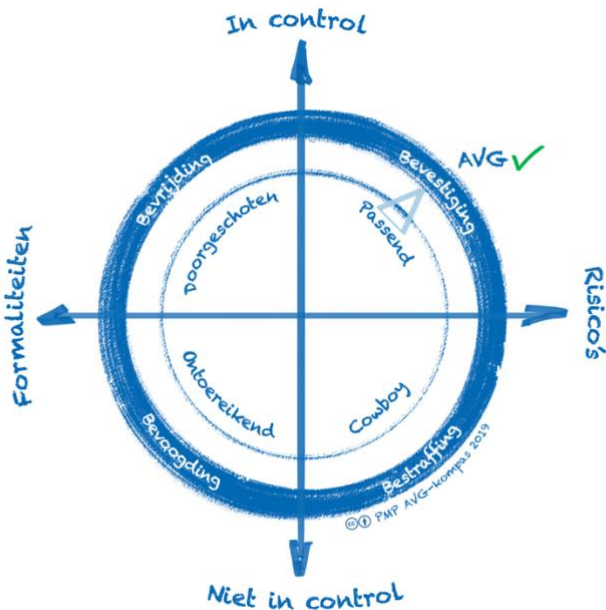 In control
Bevrijding
Bevestiging
AVG ✓
Doorgeschoten
Passend
Formaliteiten
Risico's
Ontoereikend
Cowboy
Bevoogding
Bestraffing
PMP AVG-kompas 2019
Niet in control